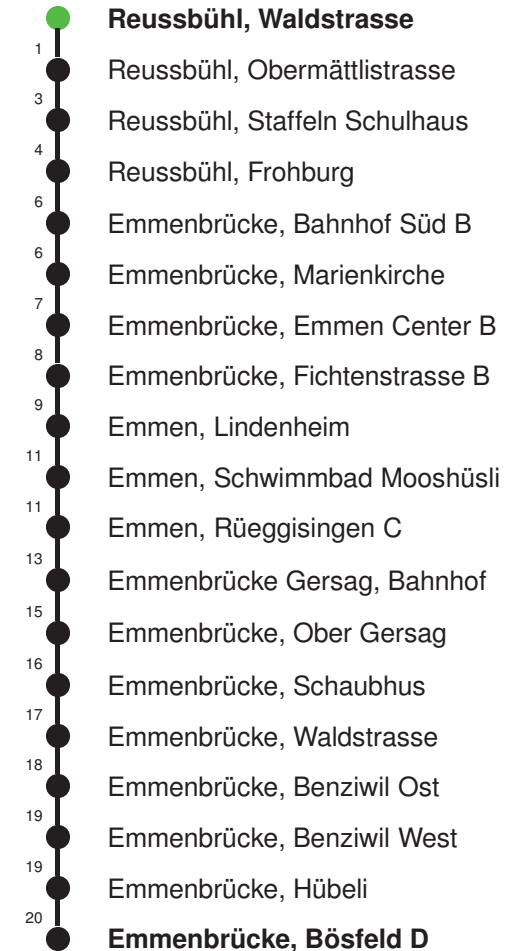 Reussbühl, Waldstrasse
1
Reussbühl, Obermättlistrasse
3
Reussbühl, Staffeln Schulhaus
4
Reussbühl, Frohburg
6
Emmenbrücke, Bahnhof Süd B
6
Emmenbrücke, Marienkirche
7
Emmenbrücke, Emmen Center B
8
Emmenbrücke, Fichtenstrasse B
9
Emmen, Lindenheim
11
Emmen, Schwimmbad Mooshüsli
11
Emmen, Rüeggisingen C
13
Emmenbrücke Gersag, Bahnhof
15
Emmenbrücke, Ober Gersag
16
Emmenbrücke, Schaubhus
17
Emmenbrücke, Waldstrasse
18
Emmenbrücke, Benziwil Ost
19
Emmenbrücke, Benziwil West
19
Emmenbrücke, Hübeli
20
Emmenbrücke, Bösfeld D